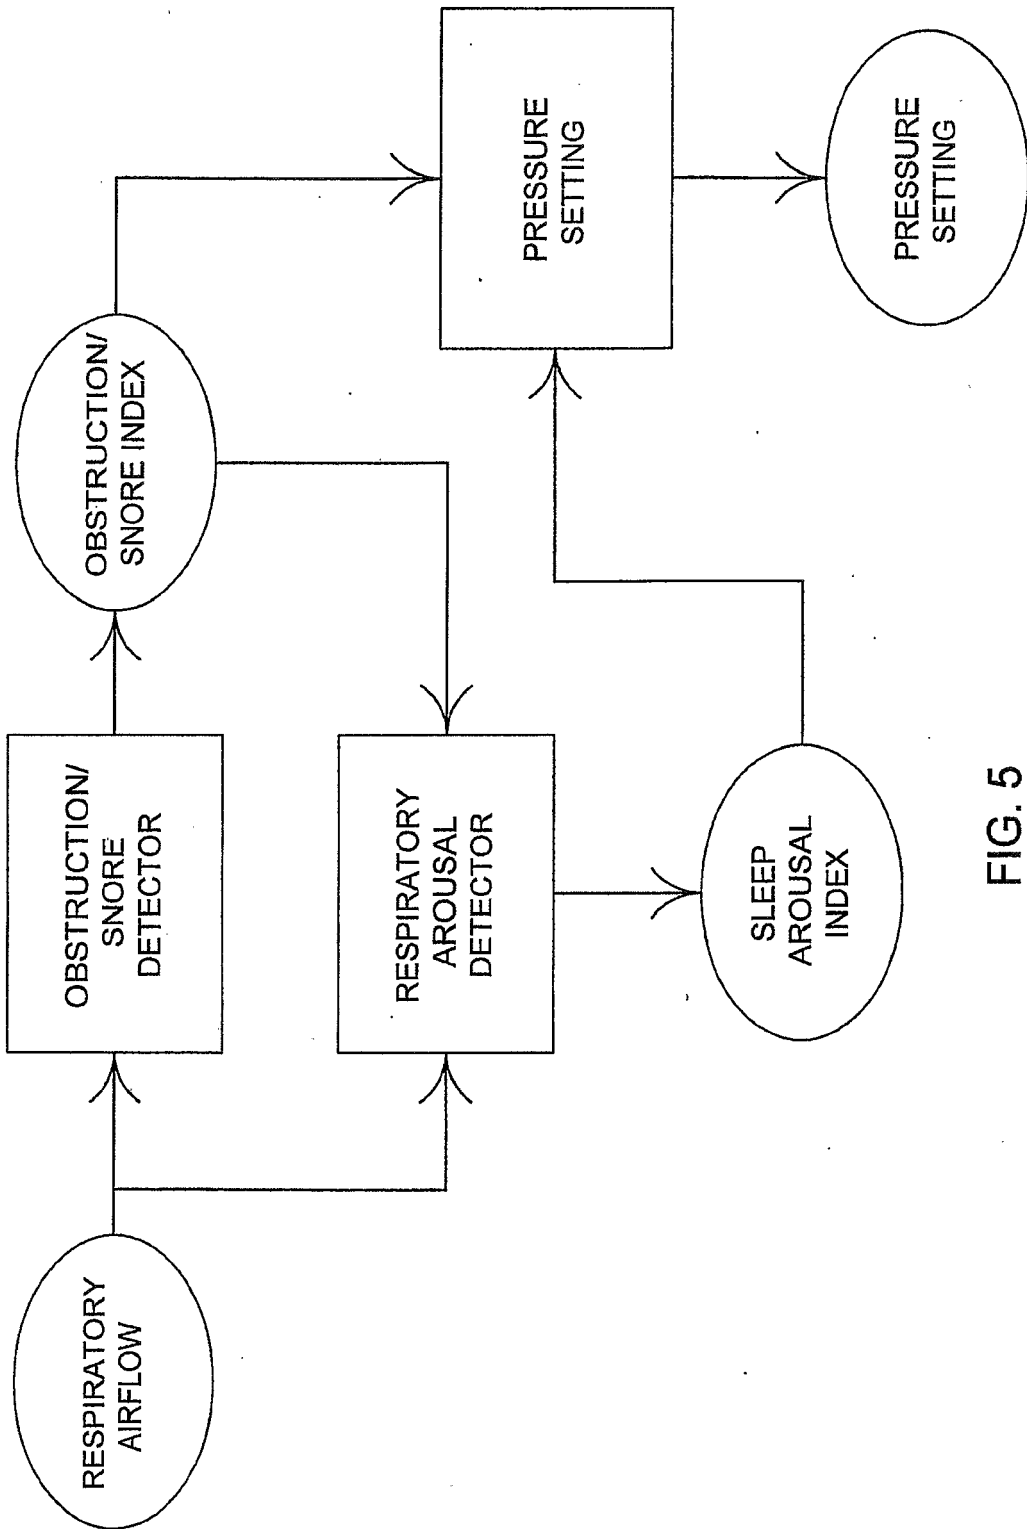 RESPIRATORY
AIRFLOW
OBSTRUCTION/
SNORE
DETECTOR
OBSTRUCTION/
SNORE INDEX
RESPIRATORY
AROUSAL
DETECTOR
SLEEP
AROUSAL
INDEX
PRESSURE
SETTING
PRESSURE
SETTING
FIG. 5